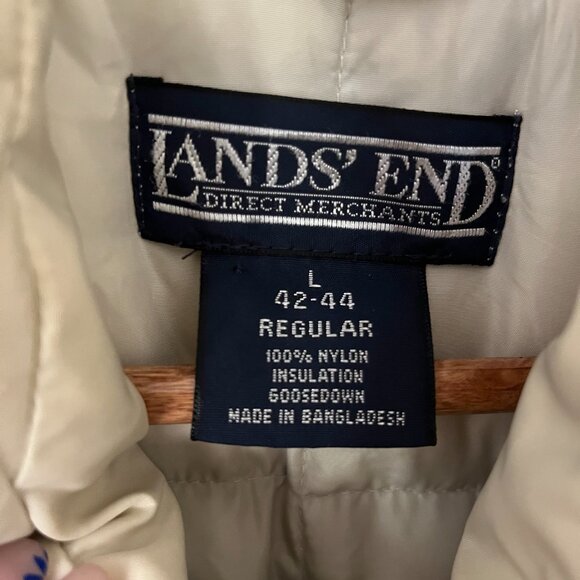 LANDS' END®
DIRECT MERCHANTS
L
42-44
REGULAR
100% NYLON
INSULATION
GOOSEDOWN
MADE IN BANGLADESH